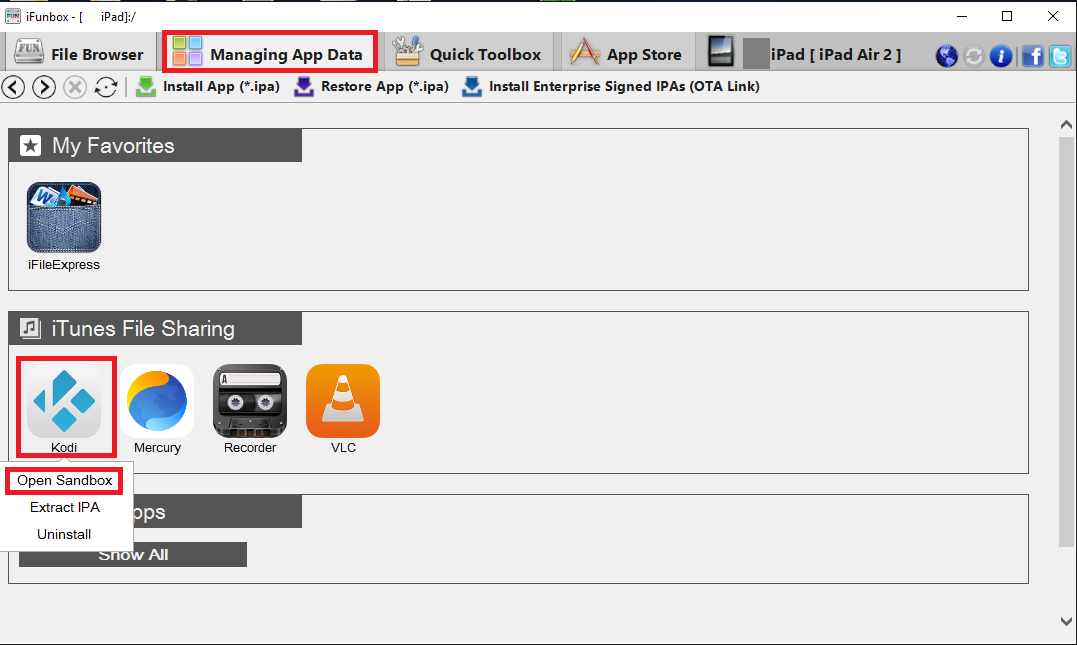 iFunbox - [ iPad]:/
FUN File Browser Managing App Data Quick Toolbox App Store iPad [ iPad Air 2 ]
Install App (*.ipa) Restore App (*.ipa) Install Enterprise Signed IPAs (OTA Link)
My Favorites
iFileExpress
iTunes File Sharing
Kodi Mercury Recorder VLC
Open Sandbox
Extract IPA
Uninstall
pps
Show All